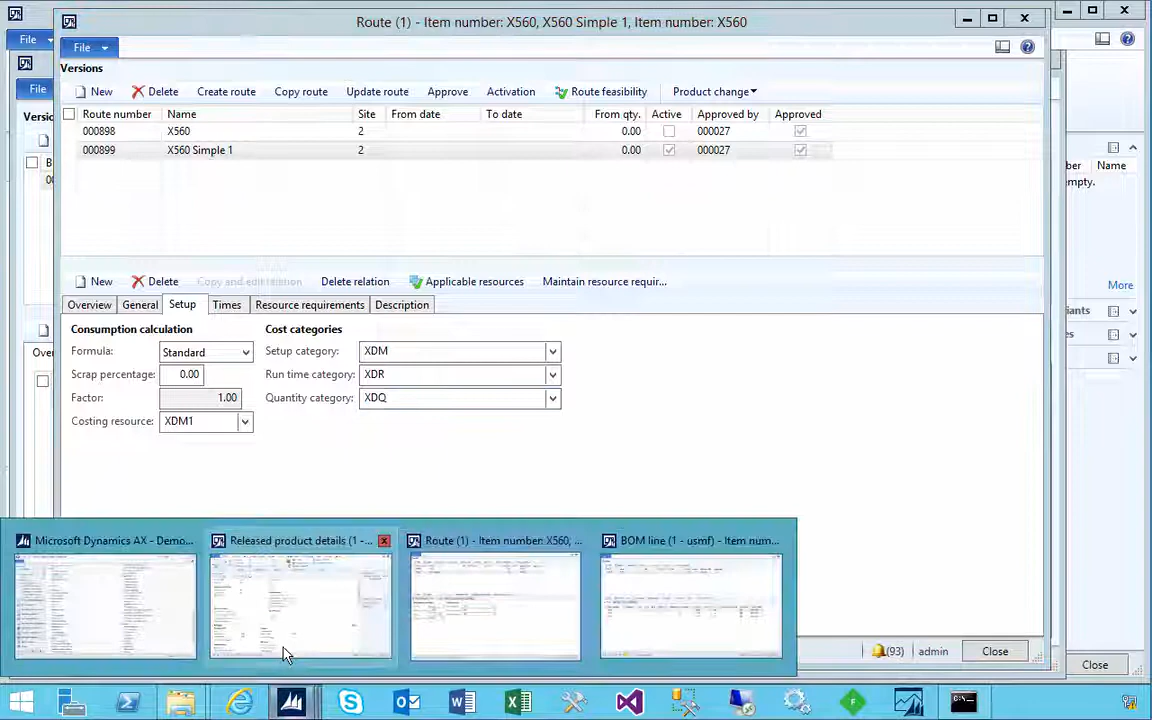 Route (1) - Item number: X560, X560 Simple 1, Item number: X560
File
File
File
Versions
New Delete Create route Copy route Update route Approve Activation Route feasibility Product change
Route number Name Site From date To date From qty. Active Approved by Approved
000898 X560 2 0.00 000027
000899 X560 Simple 1 2 0.00 000027
Name
More
New Delete Copy and edit relation Delete relation Applicable resources Maintain resource requir...
Overview General Setup Times Resource requirements Description
Consumption calculation Cost categories
Formula: Standard Setup category: XDM
Scrap percentage: 0.00 Run time category: XDR
Factor: 1.00 Quantity category: XDQ
Costing resource: XDM1
Microsoft Dynamics AX - Demo... Released product details (1 -... Route (1) - Item number: X560, ... BOM line (1 - usmf) - Item num...
(93) admin Close
Close